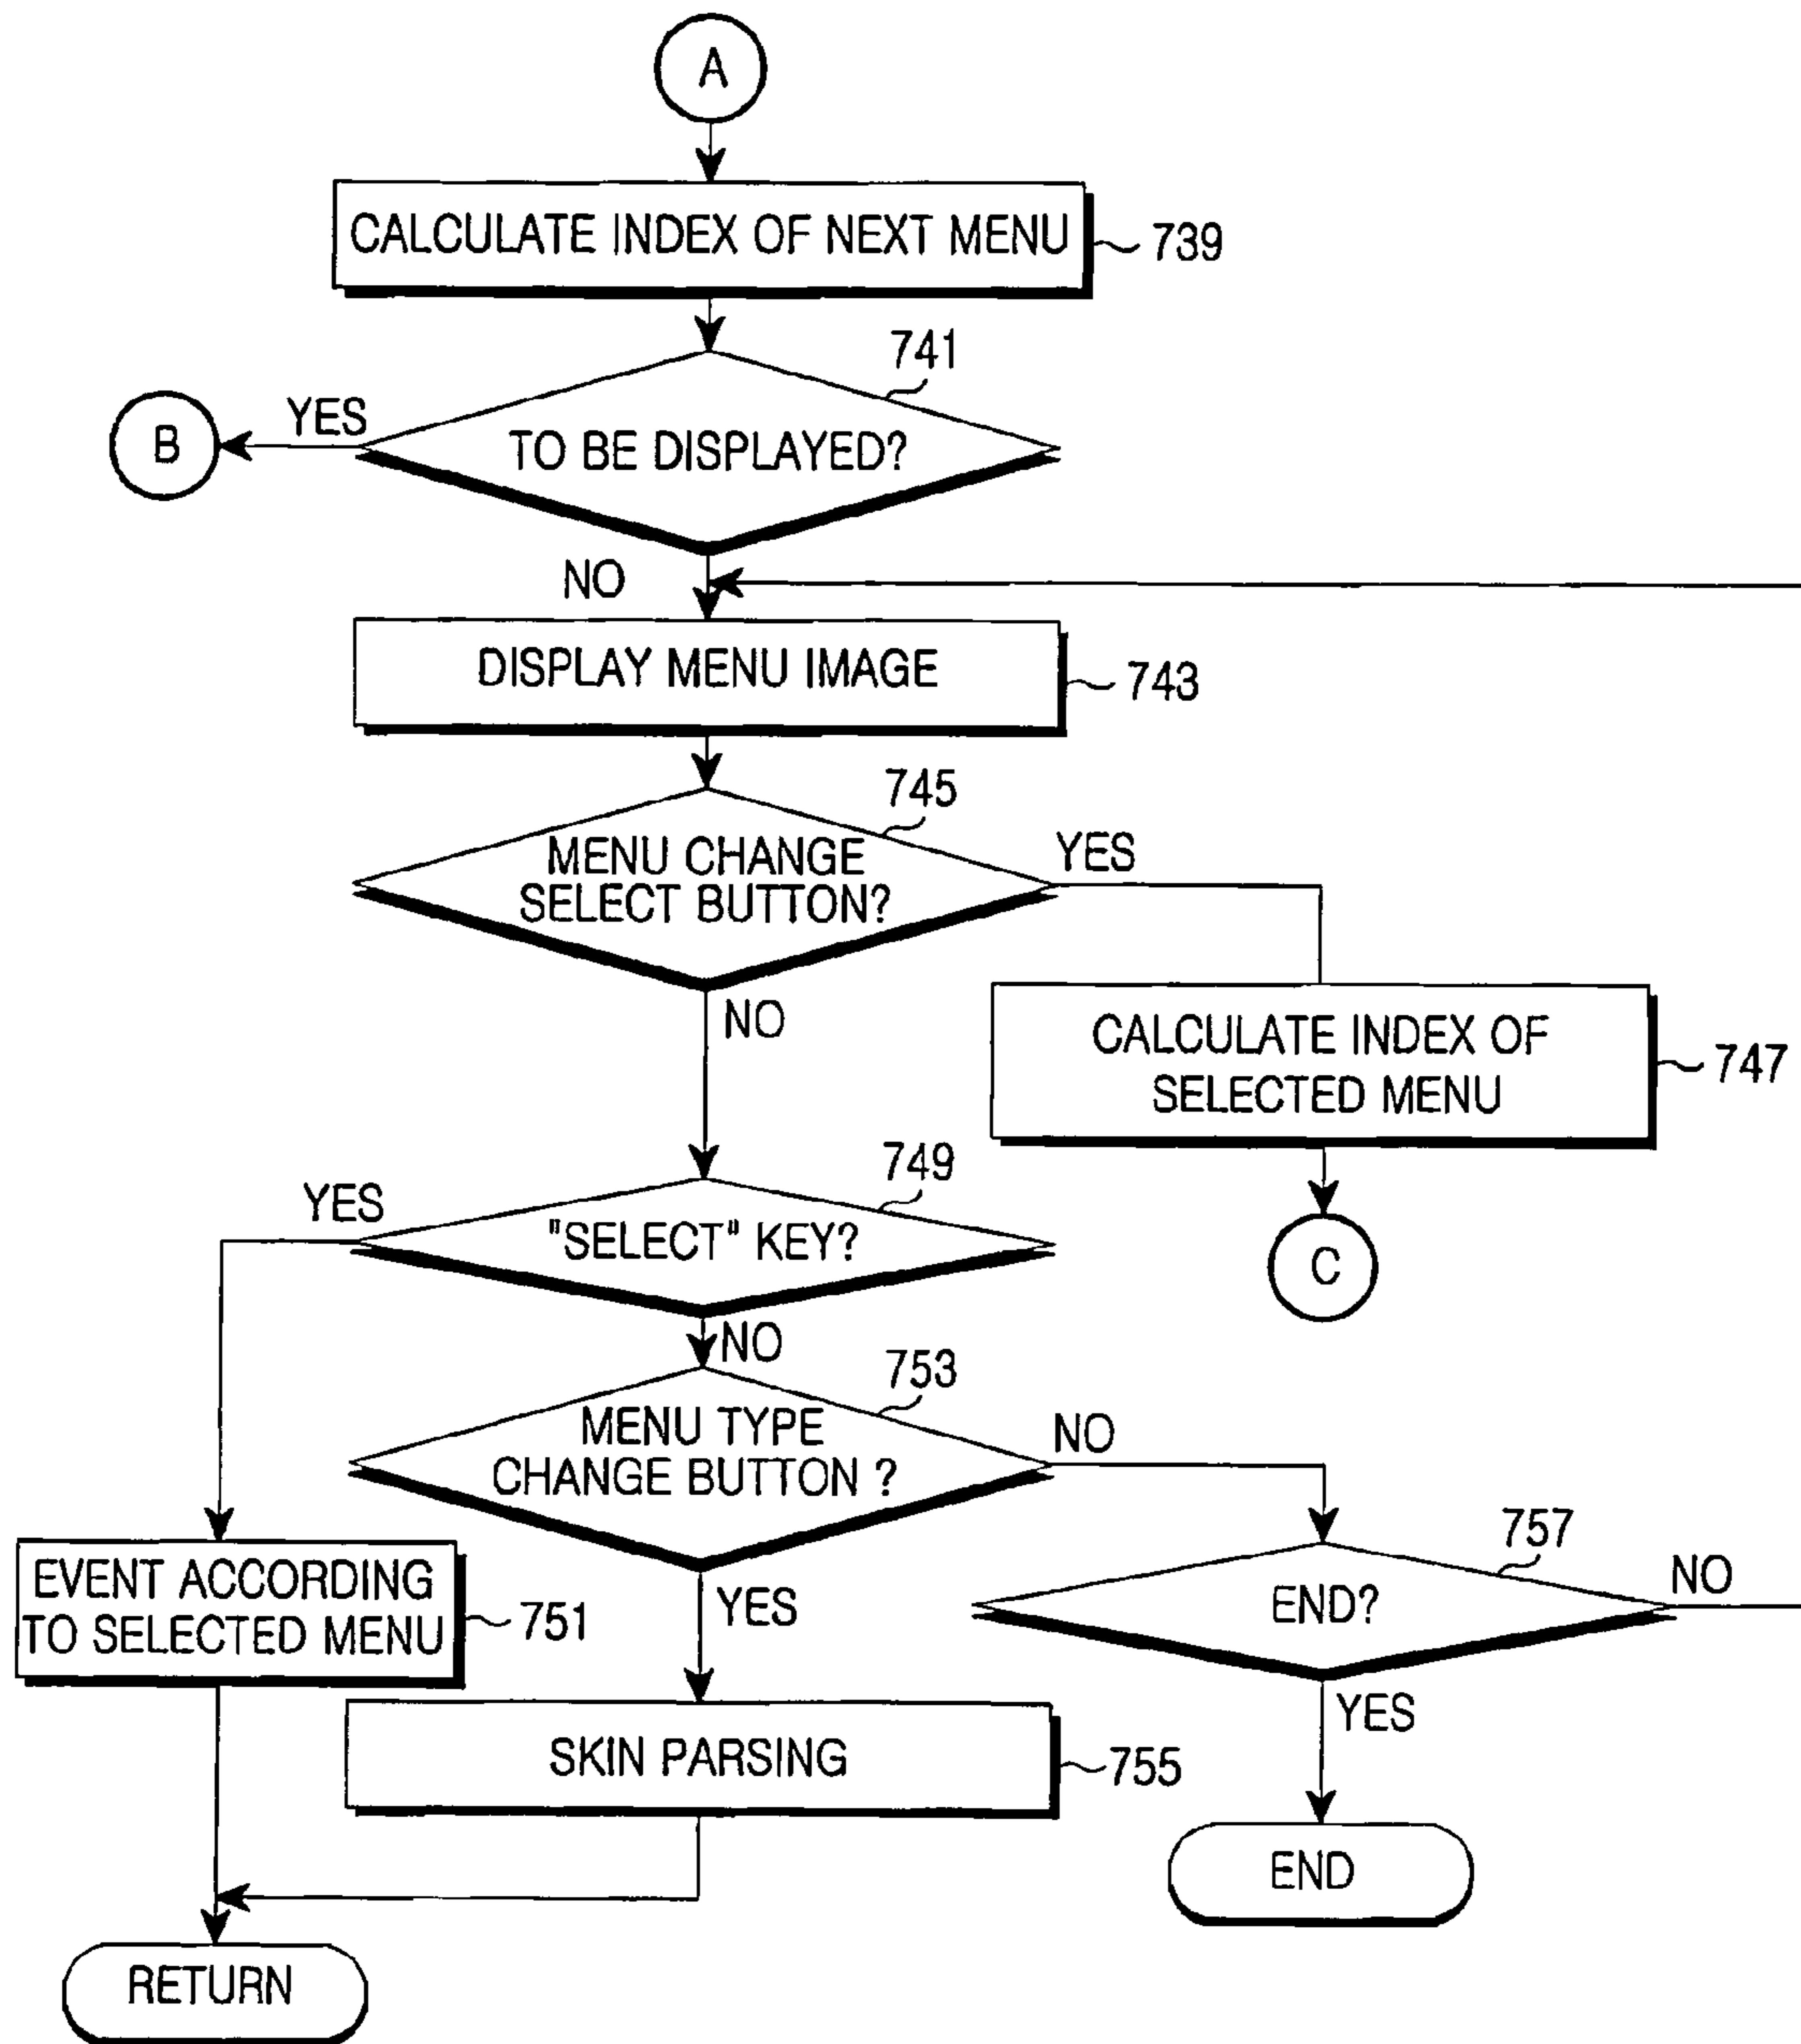 A
CALCULATE INDEX OF NEXT MENU
739
741
YES
B
TO BE DISPLAYED?
NO
DISPLAY MENU IMAGE
743
745
MENU CHANGE
SELECT BUTTON?
YES
NO
CALCULATE INDEX OF
SELECTED MENU
747
749
YES
"SELECT" KEY?
C
NO
753
MENU TYPE
CHANGE BUTTON ?
NO
757
EVENT ACCORDING
TO SELECTED MENU
751
YES
END?
NO
SKIN PARSING
755
YES
END
RETURN